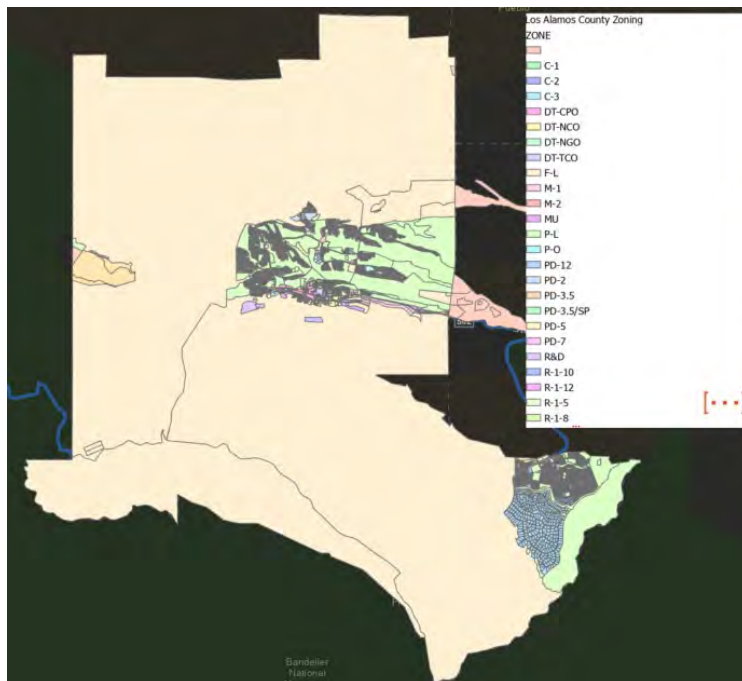 Pueblo
Los Alamos County Zoning
ZONE
C-1
C-2
C-3
DT-CPO
DT-NCO
DT-NGO
DT-TCO
F-L
M-1
M-2
MU
P-L
P-O
PD-12
PD-2
PD-3.5
PD-3.5/SP
PD-5
PD-7
R&D
R-1-10
R-1-12
R-1-5
R-1-8
...
[...]
502
Bandelier
National